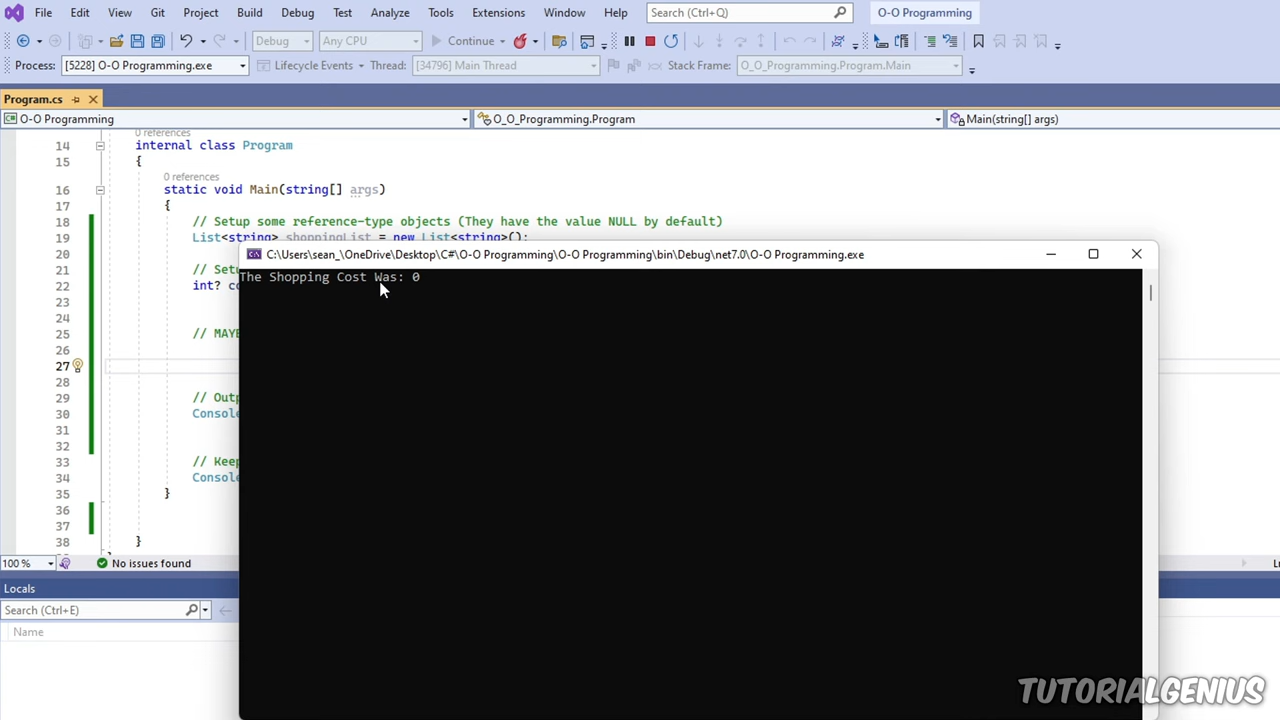 File Edit View Git Project Build Debug Test Analyze Tools Extensions Window Help Search (Ctrl+Q) O-O Programming
Debug Any CPU Continue
Process: [5228] O-O Programming.exe Lifecycle Events Thread: [34796] Main Thread Stack Frame: O_O_Programming.Program.Main
Program.cs
O-O Programming O_O_Programming.Program Main(string[] args)
0 references
14 internal class Program
15 {
0 references
16 static void Main(string[] args)
17 {
18 // Setup some reference-type objects (They have the value NULL by default)
19 List<string> shoppingList = new List<string>();
20
21 // Set
22 int? co
23
24
25 // MAYB
26
27
28
29 // Outp
30 Console
31
32
33 // Keep
34 Console
35 }
36
37
38 }
C:\Users\sean_\OneDrive\Desktop\C#\O-O Programming\O-O Programming\bin\Debug\net7.0\O-O Programming.exe
The Shopping Cost Was: 0
100 % No issues found
Locals
Search (Ctrl+E)
Name
TUTORIALGENIUS